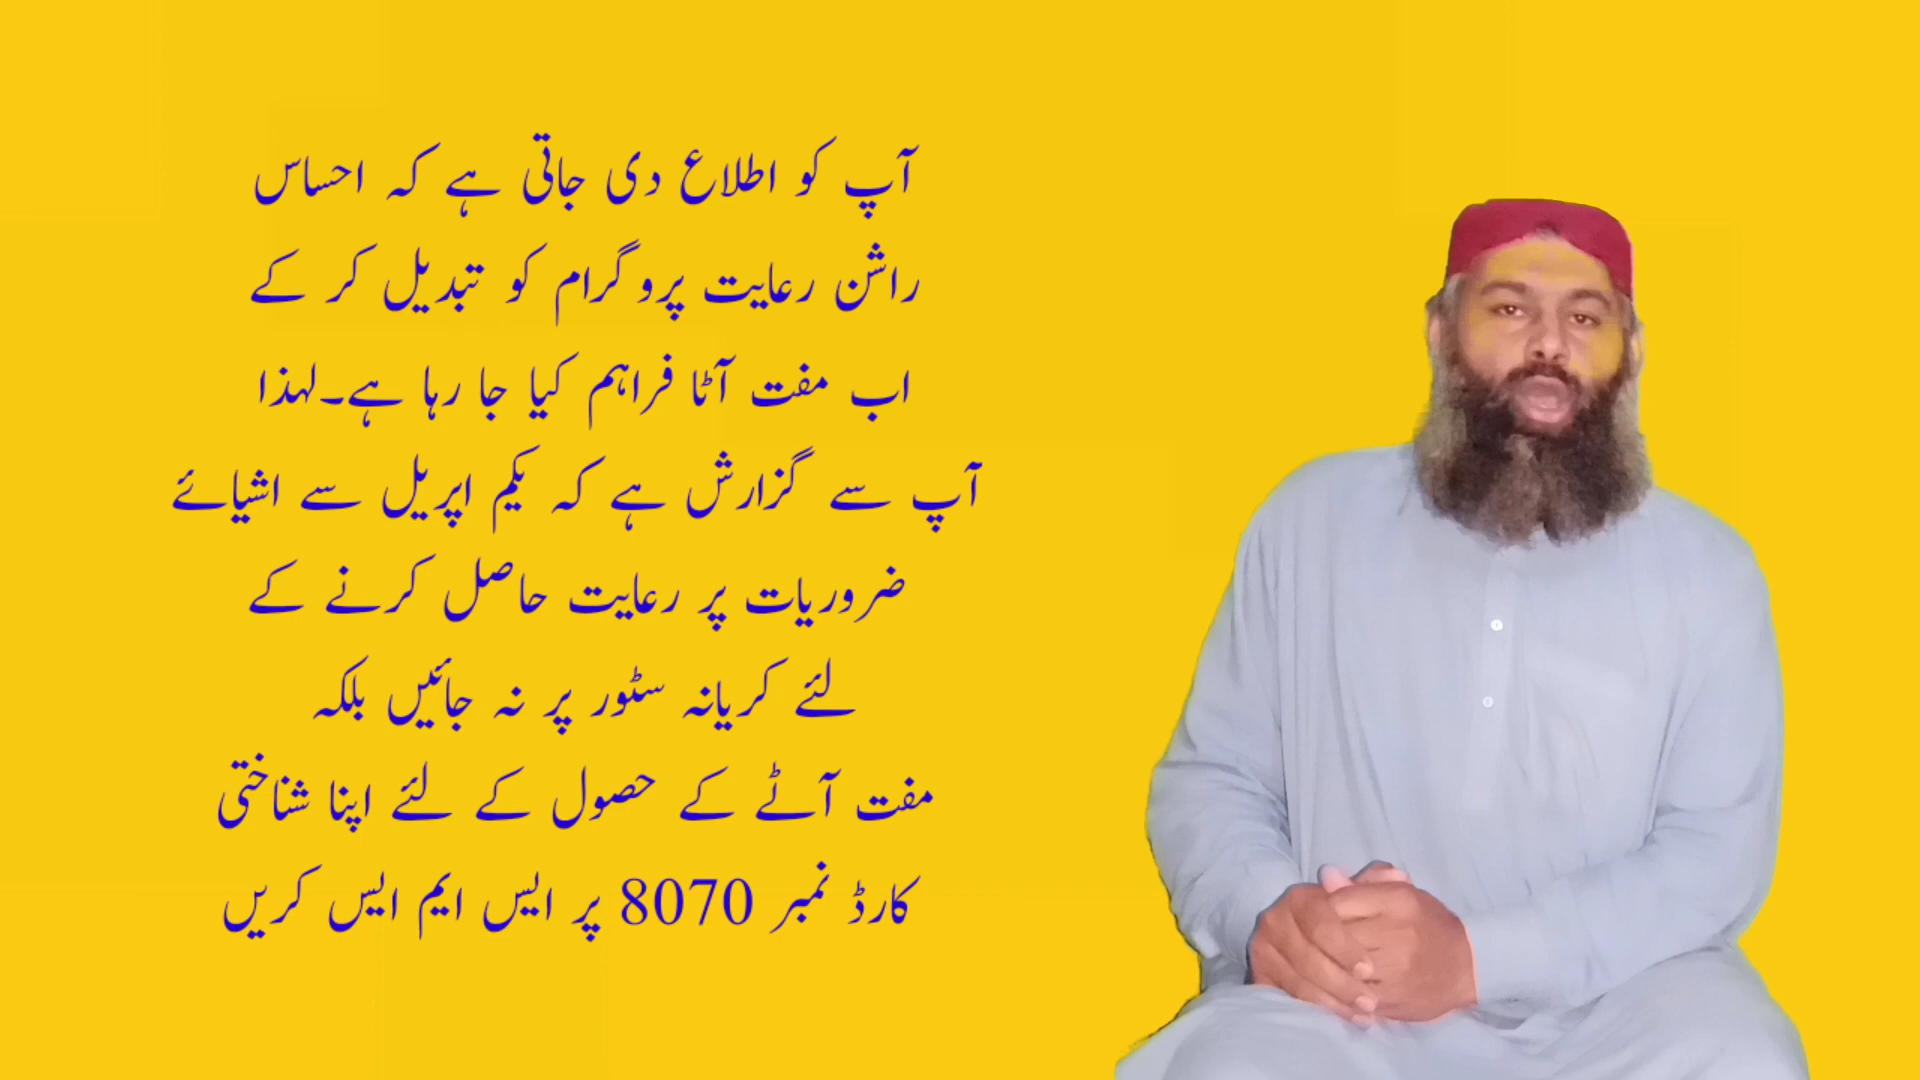 آپ کو اطلاع دی جاتی ہے کہ احساس
راشن رعایت پروگرام کو تبدیل کر کے
اب مفت آٹا فراہم کیا جا رہا ہے۔لہذا
آپ سے گزارش ہے کہ یکم اپریل سے اشیائے
ضروریات پر رعایت حاصل کرنے کے
لئے کریانہ سٹور پر نہ جائیں بلکہ
مفت آٹے کے حصول کے لئے اپنا شناختی
کارڈ نمبر 8070 پر ایس ایم ایس کریں